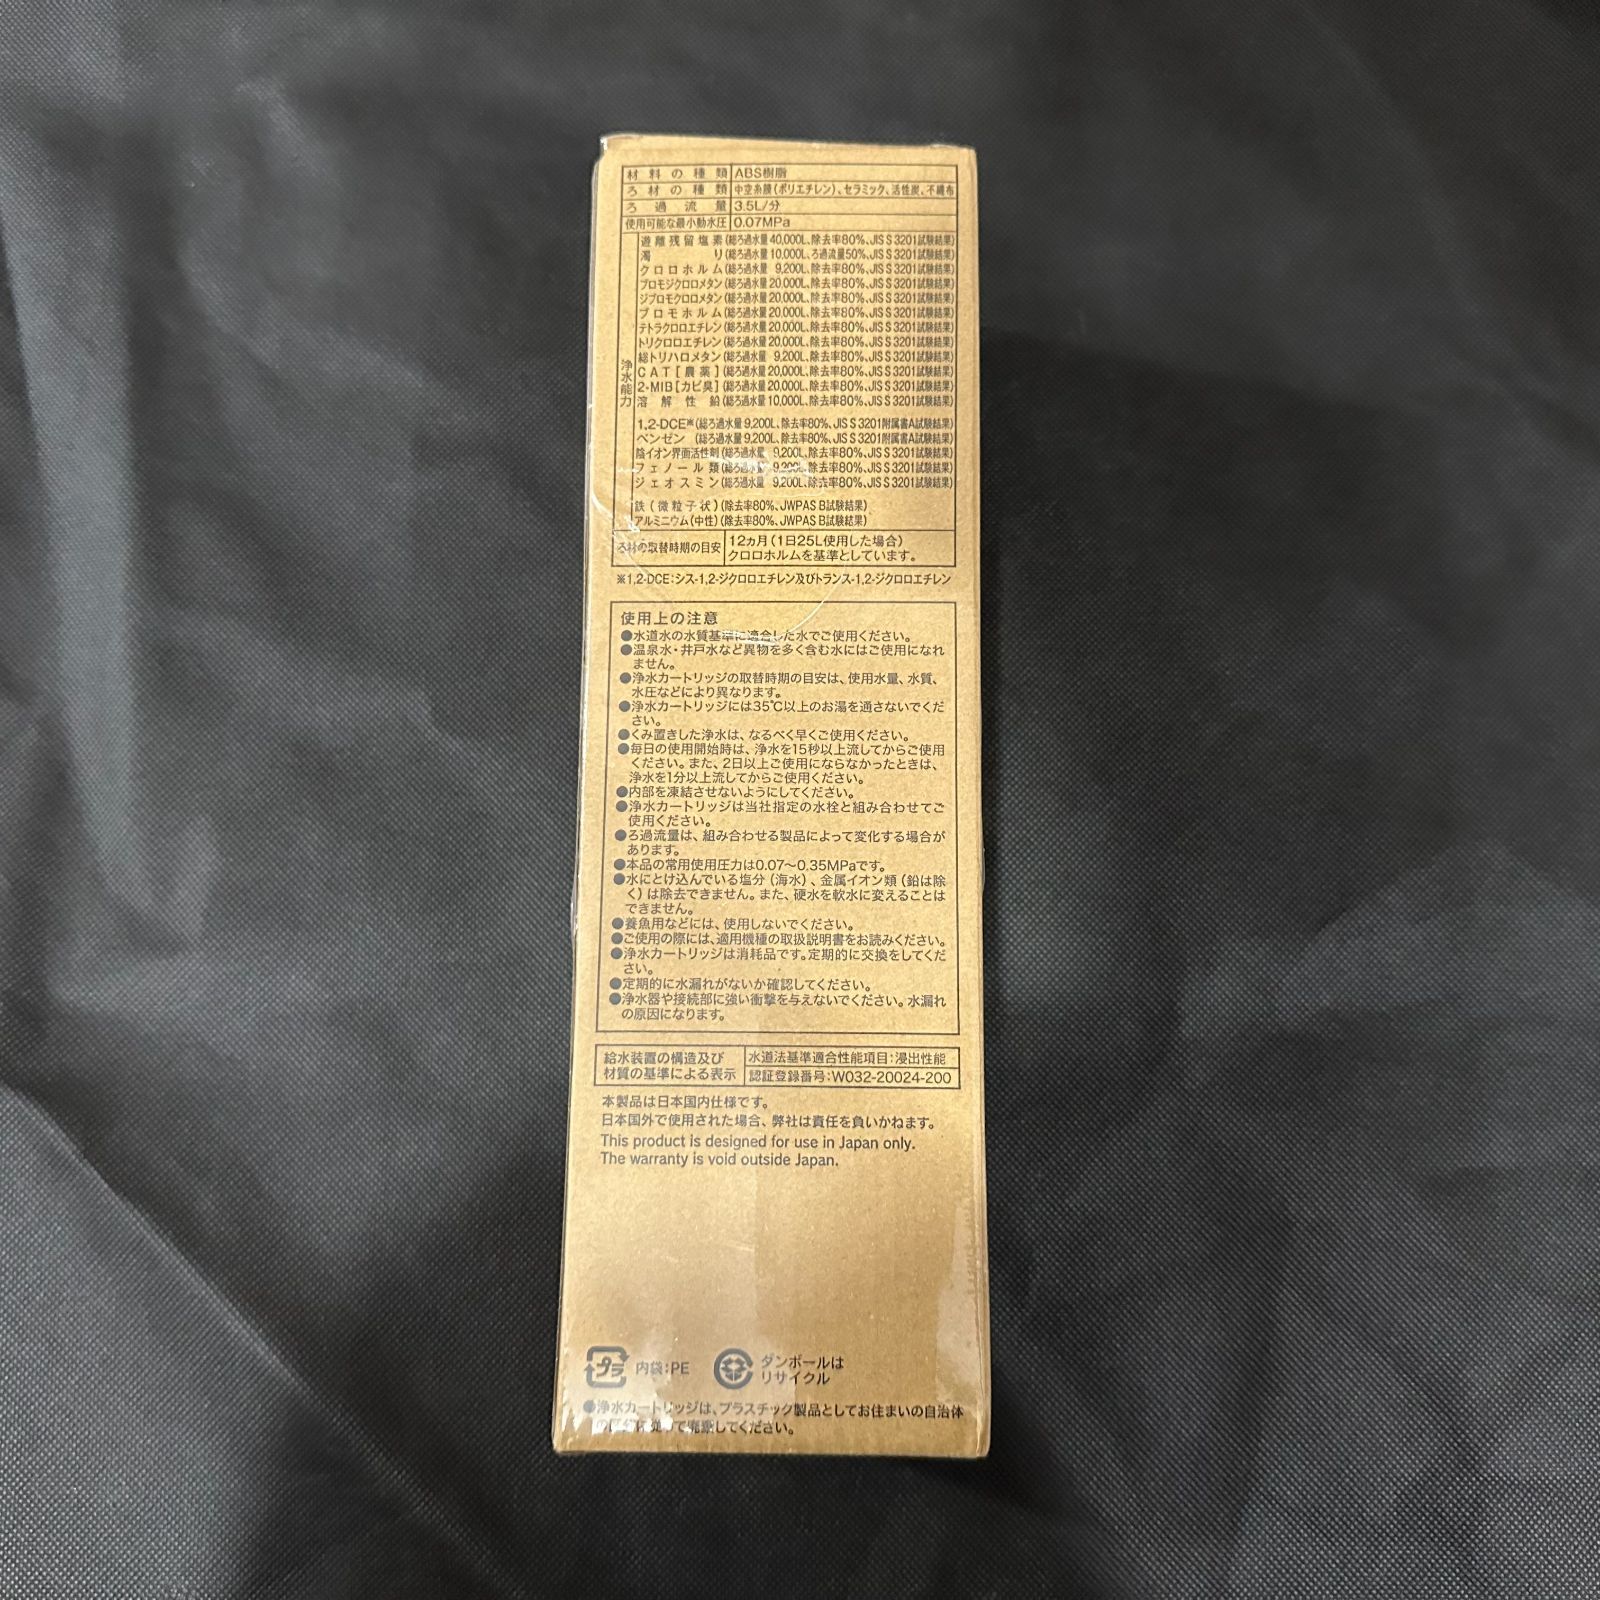 材料の種類 ABS樹脂
ろ材の種類 中空糸膜(ポリエチレン)、セラミック、活性炭、不織布
ろ過流量 3.5L/分
使用可能な最小動水圧 0.07MPa
浄水能力
遊離残留塩素(総ろ過水量40,000L、除去率80%、JIS S 3201試験結果)
濁り(総ろ過水量10,000L、ろ過流量50%、JIS S 3201試験結果)
クロロホルム(総ろ過水量 9,200L、除去率80%、JIS S 3201試験結果)
ブロモジクロロメタン(総ろ過水量20,000L、除去率80%、JIS S 3201試験結果)
ジブロモクロロメタン(総ろ過水量20,000L、除去率80%、JIS S 3201試験結果)
ブロモホルム(総ろ過水量20,000L、除去率80%、JIS S 3201試験結果)
テトラクロロエチレン(総ろ過水量20,000L、除去率80%、JIS S 3201試験結果)
トリクロロエチレン(総ろ過水量20,000L、除去率80%、JIS S 3201試験結果)
総トリハロメタン(総ろ過水量 9,200L、除去率80%、JIS S 3201試験結果)
CAT[農薬](総ろ過水量20,000L、除去率80%、JIS S 3201試験結果)
2-MIB[カビ臭](総ろ過水量20,000L、除去率80%、JIS S 3201試験結果)
溶解性鉛(総ろ過水量10,000L、除去率80%、JIS S 3201試験結果)
1,2-DCE※(総ろ過水量9,200L、除去率80%、JIS S 3201附属書A試験結果)
ベンゼン(総ろ過水量9,200L、除去率80%、JIS S 3201附属書A試験結果)
陰イオン界面活性剤(総ろ過水量 9,200L、除去率80%、JIS S 3201試験結果)
フェノール類(総ろ過水量 9,200L、除去率80%、JIS S 3201試験結果)
ジェオスミン(総ろ過水量 9,200L、除去率80%、JIS S 3201試験結果)
鉄(微粒子状)(除去率80%、JWPAS B試験結果)
アルミニウム(中性)(除去率80%、JWPAS B試験結果)
ろ材の取替時期の目安 12ヵ月(1日25L使用した場合)
クロロホルムを基準としています。
※1,2-DCE:シス-1,2-ジクロロエチレン及びトランス-1,2-ジクロロエチレン
使用上の注意
●水道水の水質基準に適合した水でご使用ください。
●温泉水・井戸水など異物を多く含む水にはご使用になれ
ません。
●浄水カートリッジの取替時期の目安は、使用水量、水質、
水圧などにより異なります。
●浄水カートリッジには35℃以上のお湯を通さないでくだ
さい。
●くみ置きした浄水は、なるべく早くご使用ください。
●毎日の使用開始時は、浄水を15秒以上流してからご使用
ください。また、2日以上ご使用にならなかったときは、
浄水を1分以上流してからご使用ください。
●内部を凍結させないようにしてください。
●浄水カートリッジは当社指定の水栓と組み合わせてご
使用ください。
●ろ過流量は、組み合わせる製品によって変化する場合が
あります。
●本品の常用使用圧力は0.07〜0.35MPaです。
●水にとけ込んでいる塩分(海水)、金属イオン類(鉛は除
く)は除去できません。また、硬水を軟水に変えることは
できません。
●養魚用などには、使用しないでください。
●ご使用の際には、適用機種の取扱説明書をお読みください。
●浄水カートリッジは消耗品です。定期的に交換をしてくだ
さい。
●定期的に水漏れがないか確認してください。
●浄水器や接続部に強い衝撃を与えないでください。水漏れ
の原因になります。
給水装置の構造及び
材質の基準による表示
水道法基準適合性能項目:浸出性能
認証登録番号:W032-20024-200
本製品は日本国内仕様です。
日本国外で使用された場合、弊社は責任を負いかねます。
This product is designed for use in Japan only.
The warranty is void outside Japan.
プラ 内袋:PE
ダンボールは
リサイクル
●浄水カートリッジは、プラスチック製品としてお住まいの自治体
の区分に従って廃棄してください。